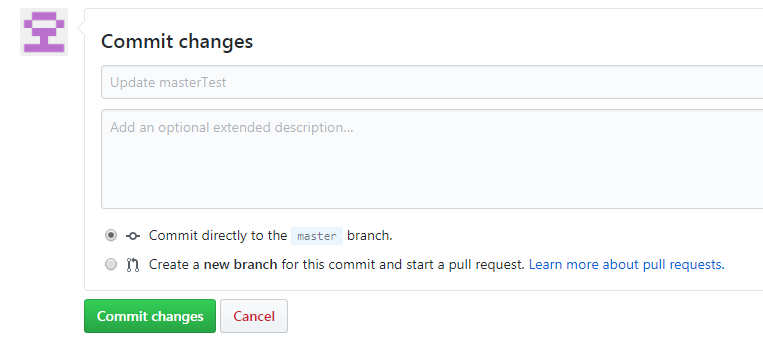 Commit changes
Update masterTest
Add an optional extended description...
Commit directly to the master branch.
Create a new branch for this commit and start a pull request. Learn more about pull requests.
Commit changes Cancel